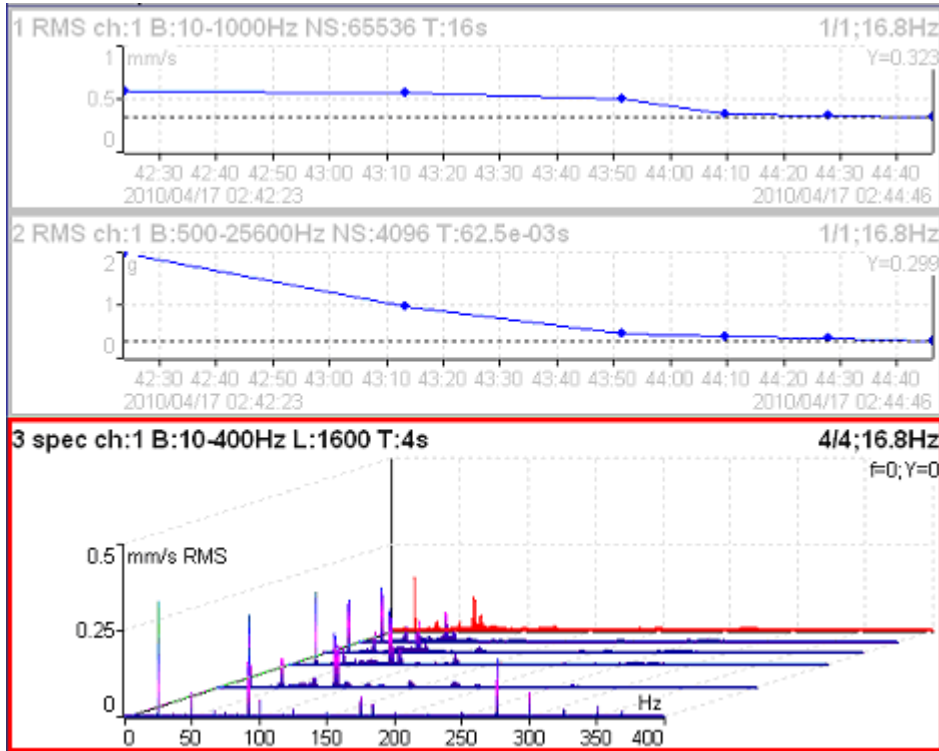 1 RMS ch:1 B:10-1000Hz NS:65536 T:16s 1/1;16.8Hz
1 mm/s Y=0.323
0.5
0
42:30 42:40 42:50 43:00 43:10 43:20 43:30 43:40 43:50 44:00 44:10 44:20 44:30 44:40
2010/04/17 02:42:23 2010/04/17 02:44:46
2 RMS ch:1 B:500-25600Hz NS:4096 T:62.5e-03s 1/1;16.8Hz
2 g Y=0.299
1
0
42:30 42:40 42:50 43:00 43:10 43:20 43:30 43:40 43:50 44:00 44:10 44:20 44:30 44:40
2010/04/17 02:42:23 2010/04/17 02:44:46
3 spec ch:1 B:10-400Hz L:1600 T:4s 4/4;16.8Hz
f=0;Y=0
0.5 mm/s RMS
0.25
0 Hz
0 50 100 150 200 250 300 350 400